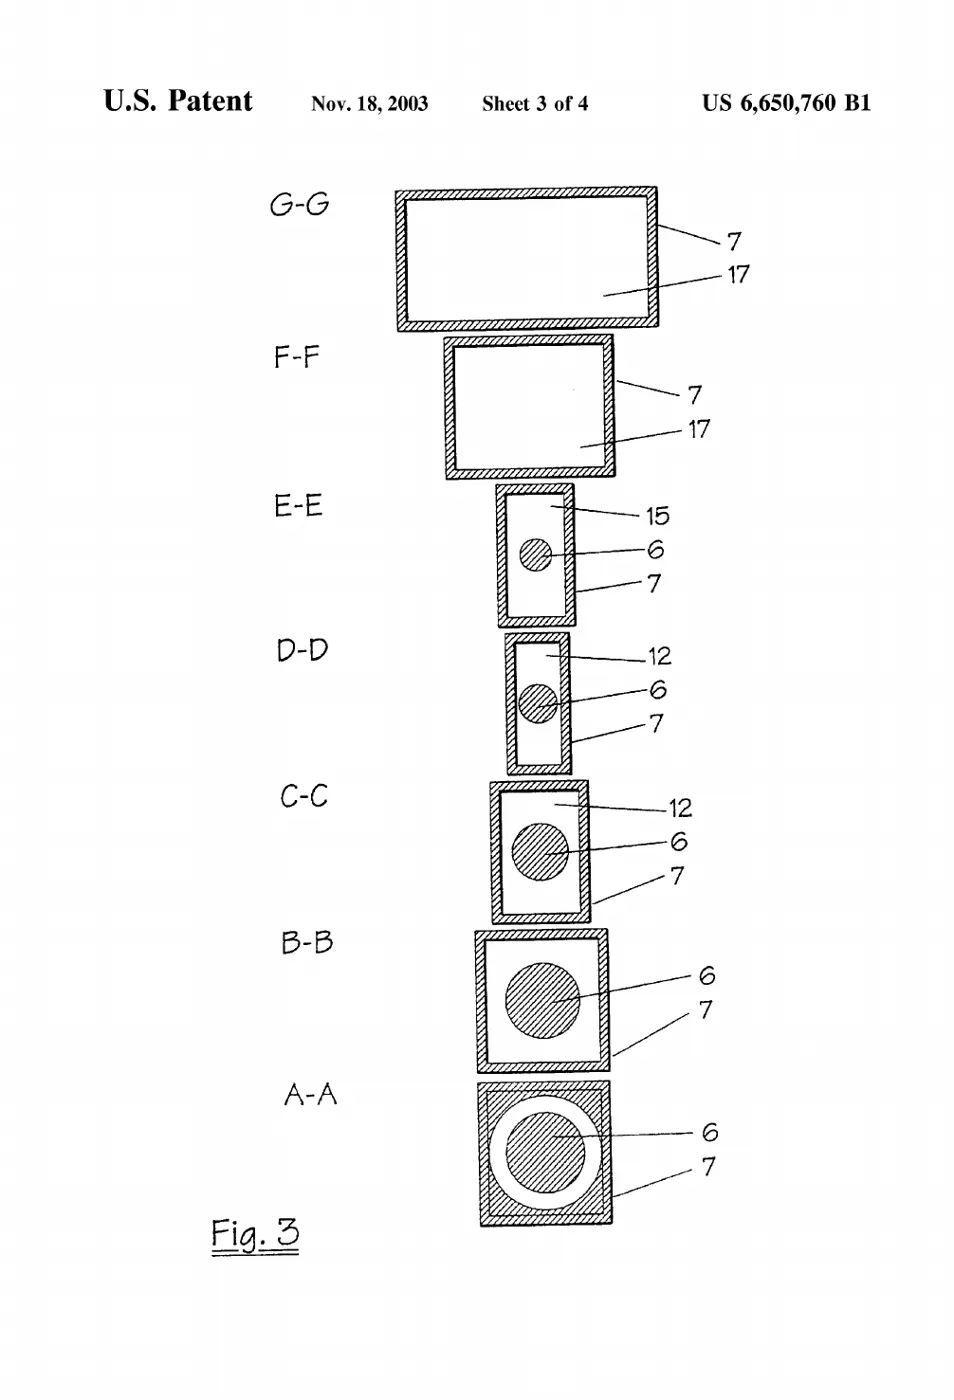 U.S. Patent Nov. 18, 2003 Sheet 3 of 4 US 6,650,760 B1
G-G
7
17
F-F
7
17
E-E
15
6
7
D-D
12
6
7
C-C
12
6
7
B-B
6
7
A-A
6
7
Fig. 3